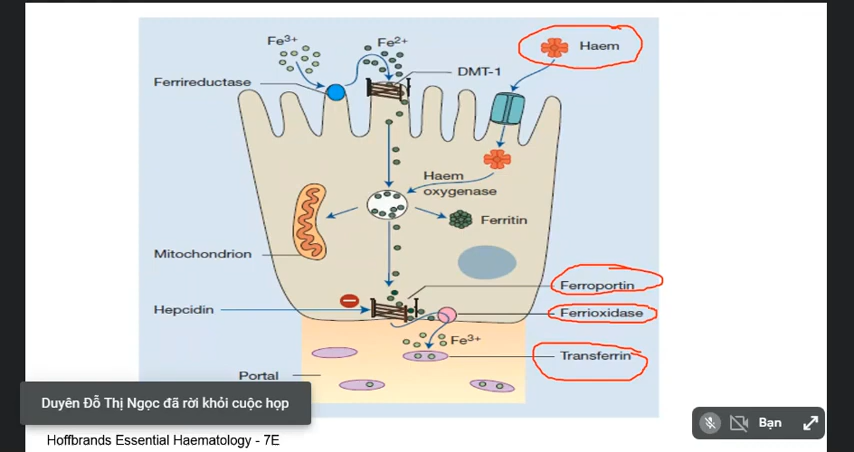 Fe3+
Fe2+
Haem
Ferrireductase
DMT-1
Haem
oxygenase
Ferritin
Mitochondrion
Ferroportin
Hepcidin
Ferrioxidase
Fe3+
Transferrin
Portal
Duyên Đỗ Thị Ngọc đã rời khỏi cuộc họp
Bạn
Hoffbrands Essential Haematology - 7E